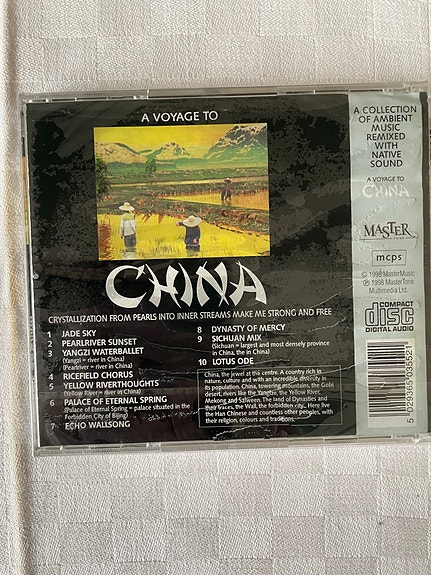 A VOYAGE TO
CHINA
CRYSTALLIZATION FROM PEARLS INTO INNER STREAMS MAKE ME STRONG AND FREE
1 JADE SKY
2 PEARLRIVER SUNSET
3 YANGZI WATERBALLET
(Yangzi = river in China)
(Pearlriver = river in China)
4 RICEFIELD CHORUS
5 YELLOW RIVERTHOUGHTS
(Yellow River= river in China)
6 PALACE OF ETERNAL SPRING
(Palace of Eternal Spring = palace situated in the
Forbidden City of Bijing)
7 ECHO WALLSONG
8 DYNASTY OF MERCY
9 SICHUAN MIX
(Sichuan = largest and most densely province
in China, the in China)
10 LOTUS ODE
China, the jewel at the centre. A country rich in
nature, culture and with an incredible diversity in
its population. China, towering mountains, the Gobi
desert, rivers like the Yangtze, the Yellow River,
Mekong and Salween. The land of Dynasties and
their traces, the Wall, the forbidden city... Here live
the Han Chinese and countless other peoples, with
their religion, colours and traditions.
A COLLECTION
OF AMBIENT
MUSIC
REMIXED
WITH
NATIVE
SOUND
A VOYAGE TO
CHINA
MASTER
mcps
© 1998 MasterMusic
℗ 1998 MasterTone
Multimedia Ltd.
COMPACT
disc
DIGITAL AUDIO
5 029365 035521